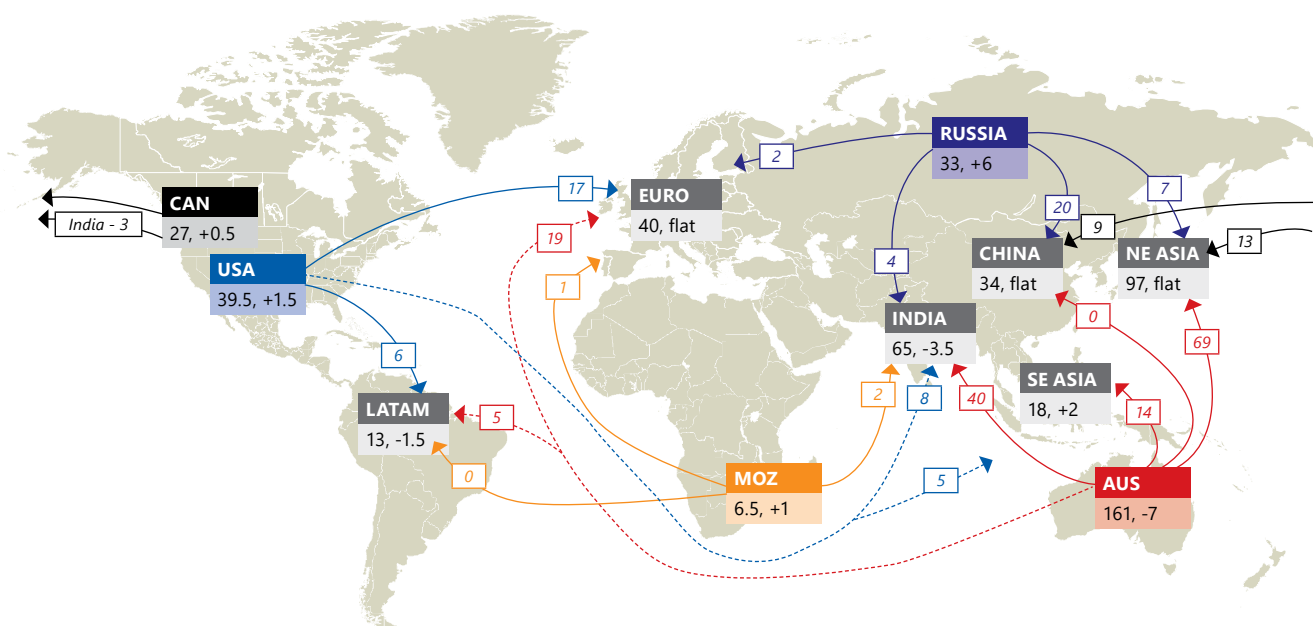 RUSSIA
33, +6
2
EURO
40, flat
17
7
CAN
27, +0.5
India - 3
20
9
19
13
CHINA
34, flat
NE ASIA
97, flat
USA
39.5, +1.5
4
1
INDIA
65, -3.5
0
69
6
SE ASIA
18, +2
2
8
40
LATAM
13, -1.5
5
14
0
MOZ
6.5, +1
5
AUS
161, -7